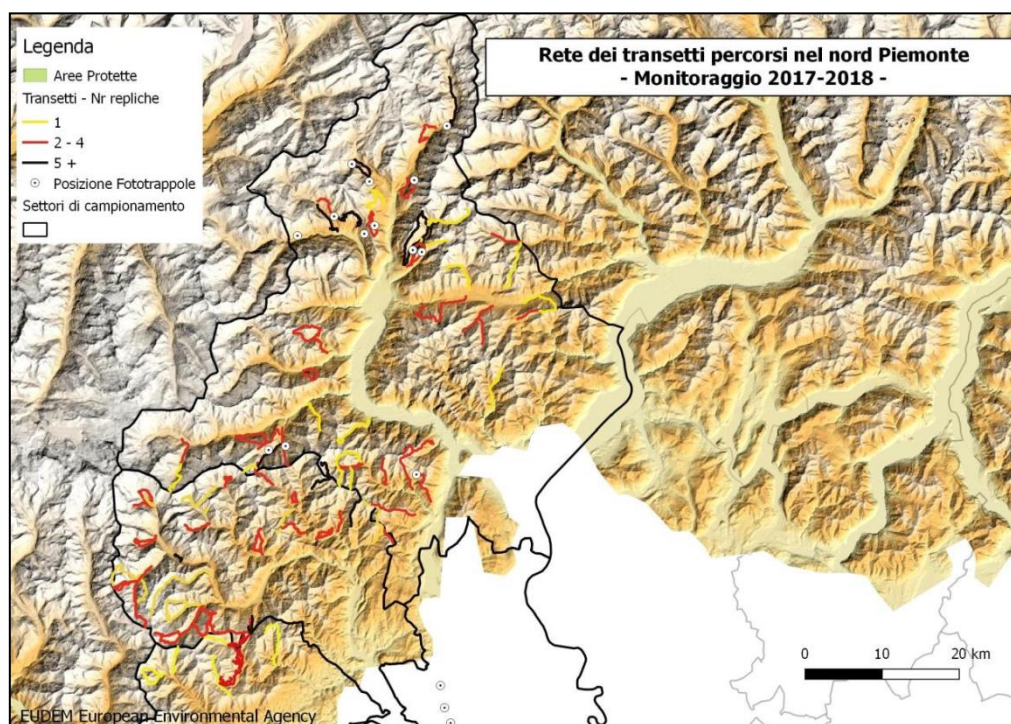 Legenda
Aree Protette
Transetti - Nr repliche
1
2 - 4
5 +
Posizione Fototrappole
Settori di campionamento
Rete dei transetti percorsi nel nord Piemonte
- Monitoraggio 2017-2018 -
0 10 20 km
EUDEM European Environmental Agency